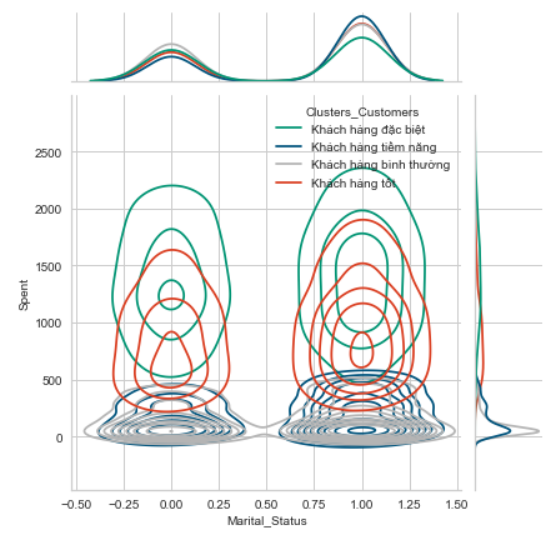 Clusters_Customers
Khách hàng đặc biệt
Khách hàng tiềm năng
Khách hàng bình thường
Khách hàng tốt
2500
2000
1500
1000
500
0
Spent
−0.50 −0.25 0.00 0.25 0.50 0.75 1.00 1.25 1.50
Marital_Status